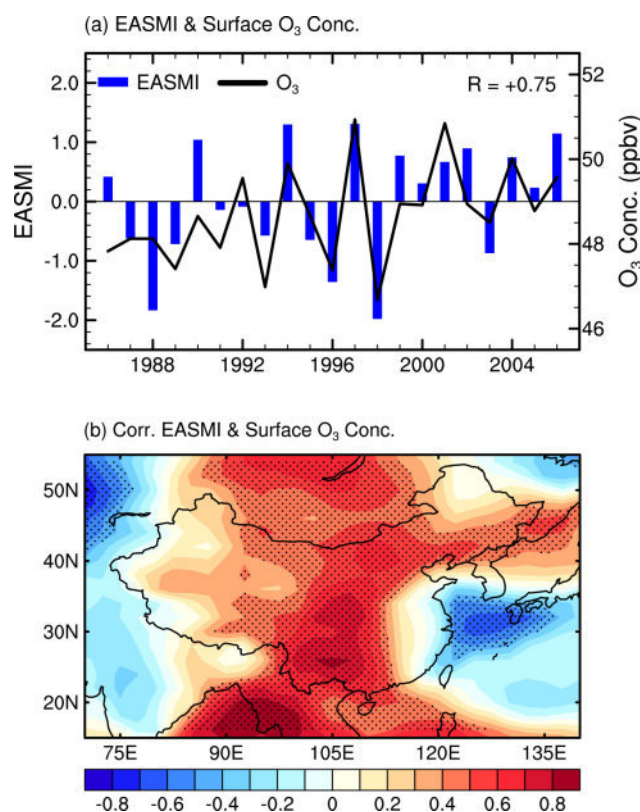 (a) EASMI & Surface O₃ Conc.
EASMI O₃ R = +0.75
2.0
1.0
0.0
-1.0
-2.0
EASMI
52
50
48
46
O₃ Conc. (ppbv)
1988 1992 1996 2000 2004
(b) Corr. EASMI & Surface O₃ Conc.
50N
40N
30N
20N
75E 90E 105E 120E 135E
-0.8 -0.6 -0.4 -0.2 0 0.2 0.4 0.6 0.8